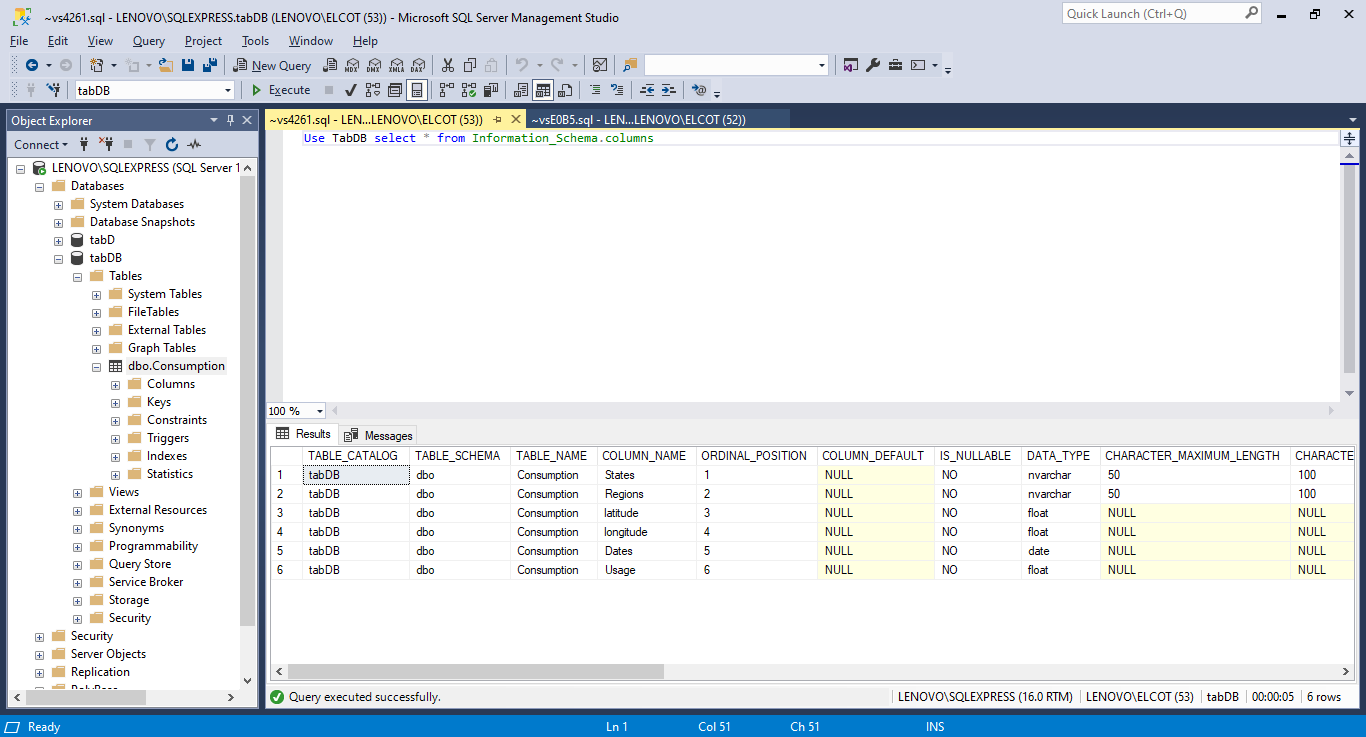 ~vs4261.sql - LENOVO\SQLEXPRESS.tabDB (LENOVO\ELCOT (53)) - Microsoft SQL Server Management Studio
Quick Launch (Ctrl+Q)
File Edit View Query Project Tools Window Help
New Query MDX DMX XMLA DAX
tabDB Execute
Object Explorer
Connect
LENOVO\SQLEXPRESS (SQL Server 1
Databases
System Databases
Database Snapshots
tabD
tabDB
Tables
System Tables
FileTables
External Tables
Graph Tables
dbo.Consumption
Columns
Keys
Constraints
Triggers
Indexes
Statistics
Views
External Resources
Synonyms
Programmability
Query Store
Service Broker
Storage
Security
Security
Server Objects
Replication
PolyBase
~vs4261.sql - LEN...LENOVO\ELCOT (53)) ~vsE0B5.sql - LEN...LENOVO\ELCOT (52))
Use TabDB select * from Information_Schema.columns
100 %
Results Messages
TABLE_CATALOG TABLE_SCHEMA TABLE_NAME COLUMN_NAME ORDINAL_POSITION COLUMN_DEFAULT IS_NULLABLE DATA_TYPE CHARACTER_MAXIMUM_LENGTH CHARACTE
1 tabDB dbo Consumption States 1 NULL NO nvarchar 50 100
2 tabDB dbo Consumption Regions 2 NULL NO nvarchar 50 100
3 tabDB dbo Consumption latitude 3 NULL NO float NULL NULL
4 tabDB dbo Consumption longitude 4 NULL NO float NULL NULL
5 tabDB dbo Consumption Dates 5 NULL NO date NULL NULL
6 tabDB dbo Consumption Usage 6 NULL NO float NULL NULL
Query executed successfully. LENOVO\SQLEXPRESS (16.0 RTM) LENOVO\ELCOT (53) tabDB 00:00:05 6 rows
Ready Ln 1 Col 51 Ch 51 INS